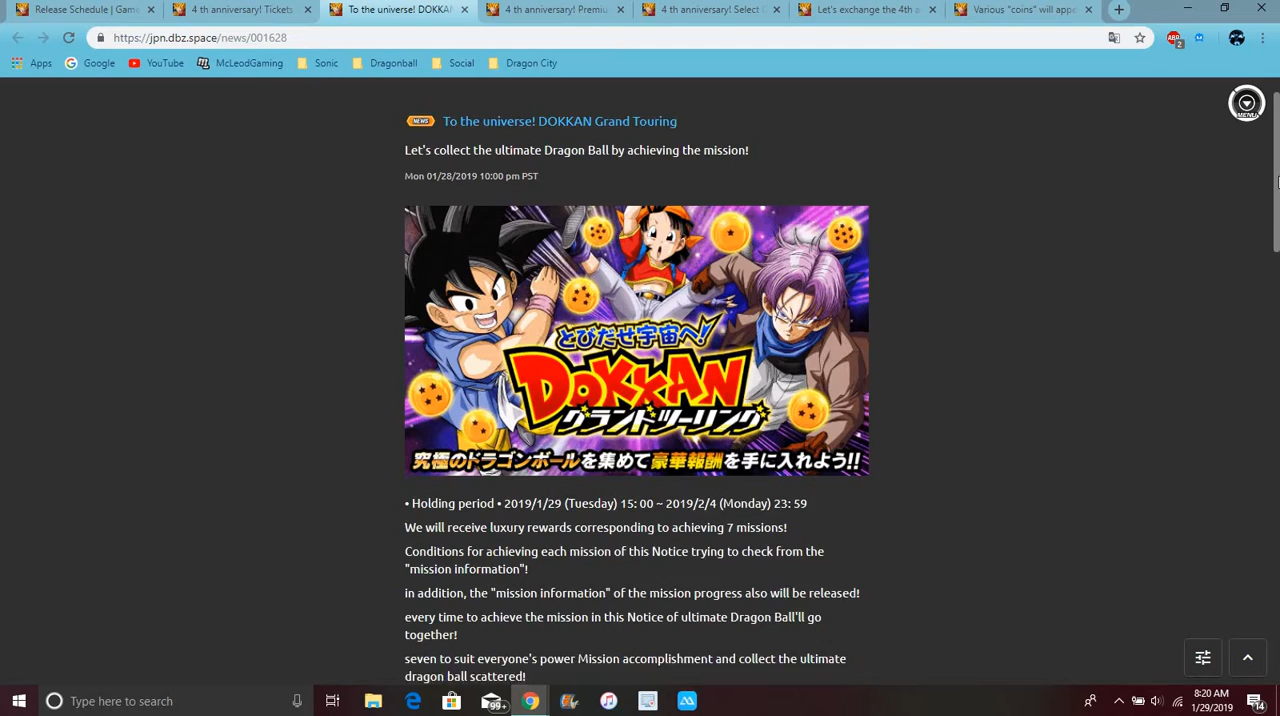 Release Schedule | Game
4 th anniversary! Tickets
To the universe! DOKKAN
4 th anniversary! Premiu
4 th anniversary! Select C
Let's exchange the 4th a
Various "coins" will appe
https://jpn.dbz.space/news/001628
ABP
2
Apps
Google
YouTube
McLeodGaming
Sonic
Dragonball
Social
Dragon City
MENU
NEWS
To the universe! DOKKAN Grand Touring
Let's collect the ultimate Dragon Ball by achieving the mission!
Mon 01/28/2019 10:00 pm PST
とびだせ宇宙へ!
DOKKAN
グランドツーリング
究極のドラゴンボールを集めて豪華報酬を手に入れよう!!
• Holding period • 2019/1/29 (Tuesday) 15: 00 ~ 2019/2/4 (Monday) 23: 59
We will receive luxury rewards corresponding to achieving 7 missions!
Conditions for achieving each mission of this Notice trying to check from the
"mission information"!
in addition, the "mission information" of the mission progress also will be released!
every time to achieve the mission in this Notice of ultimate Dragon Ball'll go
together!
seven to suit everyone's power Mission accomplishment and collect the ultimate
dragon ball scattered!
Type here to search
99+
8:20 AM
1/29/2019
14